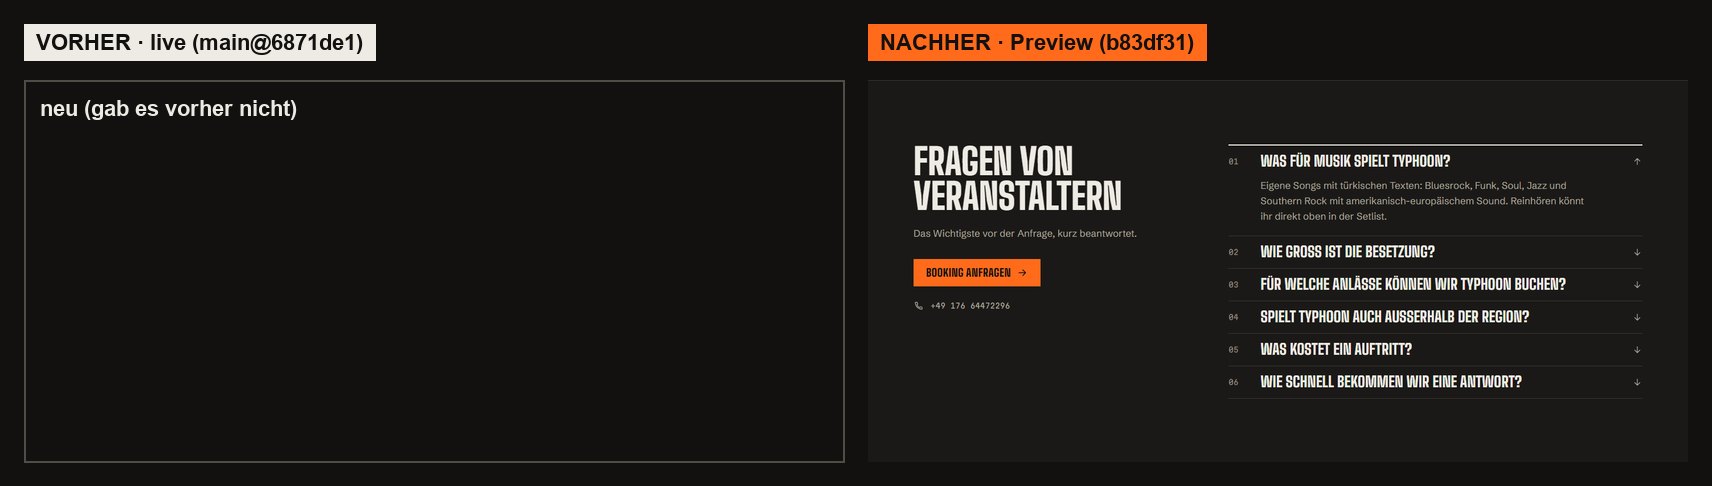 VORHER · live (main@6871de1)
neu (gab es vorher nicht)
NACHHER · Preview (b83df31)
FRAGEN VON
VERANSTALTERN
Das Wichtigste vor der Anfrage, kurz beantwortet.
BOOKING ANFRAGEN →
+49 176 64472296
01 WAS FÜR MUSIK SPIELT TYPHOON? ↑
Eigene Songs mit türkischen Texten: Bluesrock, Funk, Soul, Jazz und
Southern Rock mit amerikanisch-europäischem Sound. Reinhören könnt
ihr direkt oben in der Setlist.
02 WIE GROSS IST DIE BESETZUNG? ↓
03 FÜR WELCHE ANLÄSSE KÖNNEN WIR TYPHOON BUCHEN? ↓
04 SPIELT TYPHOON AUCH AUSSERHALB DER REGION? ↓
05 WAS KOSTET EIN AUFTRITT? ↓
06 WIE SCHNELL BEKOMMEN WIR EINE ANTWORT? ↓